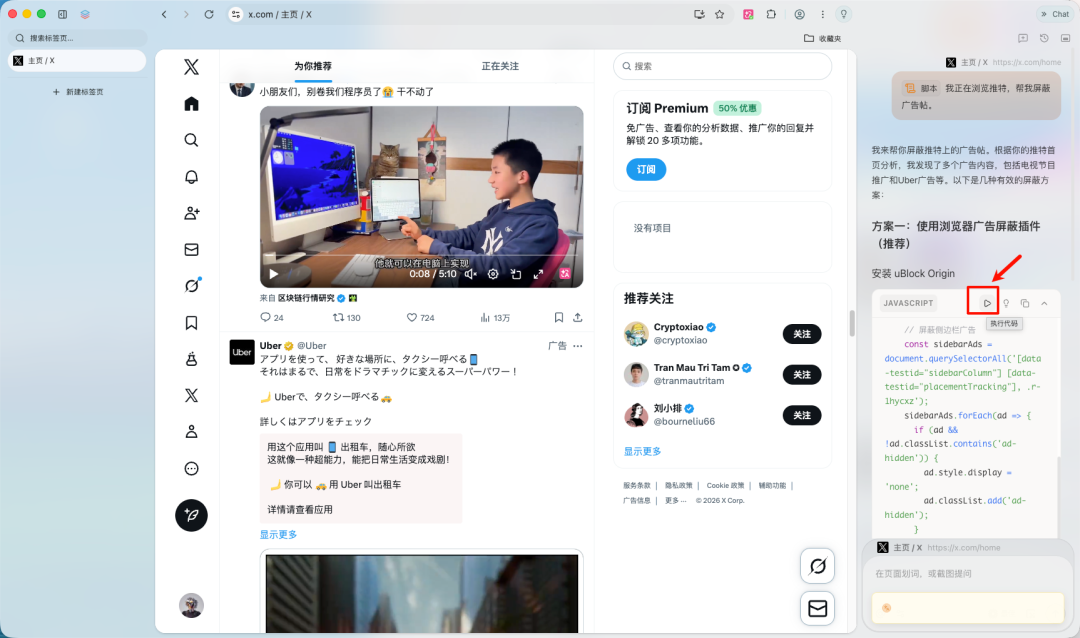 x.com / 主页 / X
Chat
搜索标签页...
主页 / X
新建标签页
收藏夹
为你推荐
正在关注
小朋友们，别卷我们程序员了😭 干不动了
他就可以在电脑上实现
0:08 / 5:10
来自 区块链行情研究
24
130
724
13万
Uber
Uber @Uber
广告
アプリを使って、 好きな場所に、タクシー呼べる📱
それはまるで、日常をドラマチックに変えるスーパーパワー！
🤳 Uberで、タクシー呼べる🚕
詳しくはアプリをチェック
用这个应用叫 📱 出租车，随心所欲
这就像一种超能力，能把日常生活变成戏剧!
🤳 你可以 🚕 用 Uber 叫出租车
详情请查看应用
显示更多
搜索
订阅 Premium
50% 优惠
免广告、查看你的分析数据、推广你的回复并
解锁 20 多项功能。
订阅
没有项目
推荐关注
Cryptoxiao
@cryptoxiao
关注
Tran Mau Tri Tam
@tranmautritam
关注
刘小排
@bourneliu66
关注
显示更多
服务条款 | 隐私政策 | Cookie 政策 | 辅助功能 |
广告信息 | 更多 ··· © 2026 X Corp.
主页 / X https://x.com/home
脚本 我正在浏览推特，帮我屏蔽
广告帖。
我来帮你屏蔽推特上的广告帖。根据你的推特首
页分析，我发现了多个广告内容，包括电视节目
推广和Uber广告等。以下是几种有效的屏蔽方
案：
方案一：使用浏览器广告屏蔽插件
（推荐）
安装 uBlock Origin
JAVASCRIPT
执行代码
// 屏蔽侧边栏广告
const sidebarAds =
document.querySelectorAll('[data
-testid="sidebarColumn"] [data-
testid="placementTracking"], .r-
1hycxz');
sidebarAds.forEach(ad => {
if (ad &&
!ad.classList.contains('ad-
hidden')) {
ad.style.display =
'none';
ad.classList.add('ad-
hidden');
}
主页 / X https://x.com/home
在页面划词，或截图提问